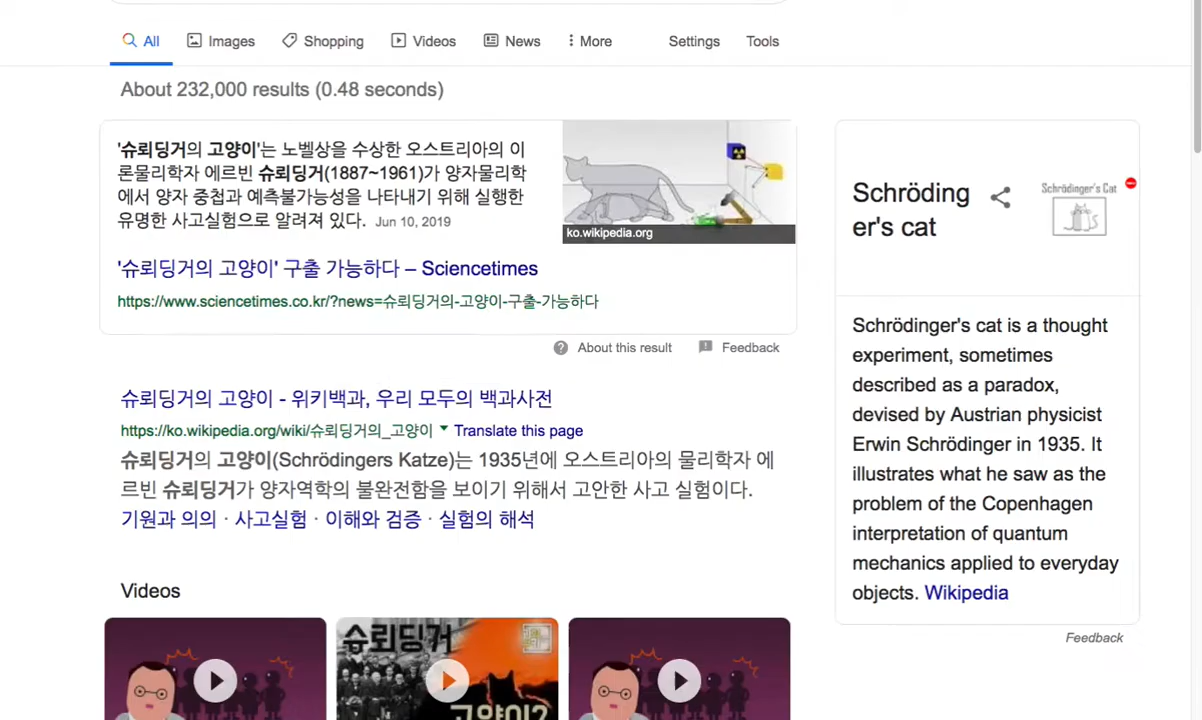 All Images Shopping Videos News More Settings Tools
About 232,000 results (0.48 seconds)
'슈뢰딩거의 고양이'는 노벨상을 수상한 오스트리아의 이
론물리학자 에르빈 슈뢰딩거(1887~1961)가 양자물리학
에서 양자 중첩과 예측불가능성을 나타내기 위해 실행한
유명한 사고실험으로 알려져 있다. Jun 10, 2019
ko.wikipedia.org
'슈뢰딩거의 고양이' 구출 가능하다 – Sciencetimes
https://www.sciencetimes.co.kr/?news=슈뢰딩거의-고양이-구출-가능하다
About this result Feedback
슈뢰딩거의 고양이 - 위키백과, 우리 모두의 백과사전
https://ko.wikipedia.org/wiki/슈뢰딩거의_고양이 Translate this page
슈뢰딩거의 고양이(Schrödingers Katze)는 1935년에 오스트리아의 물리학자 에
르빈 슈뢰딩거가 양자역학의 불완전함을 보이기 위해서 고안한 사고 실험이다.
기원과 의의 · 사고실험 · 이해와 검증 · 실험의 해석
Videos
슈뢰딩거
고양이?
Schröding
er's cat
Schrödinger's Cat
Schrödinger's cat is a thought
experiment, sometimes
described as a paradox,
devised by Austrian physicist
Erwin Schrödinger in 1935. It
illustrates what he saw as the
problem of the Copenhagen
interpretation of quantum
mechanics applied to everyday
objects. Wikipedia
Feedback